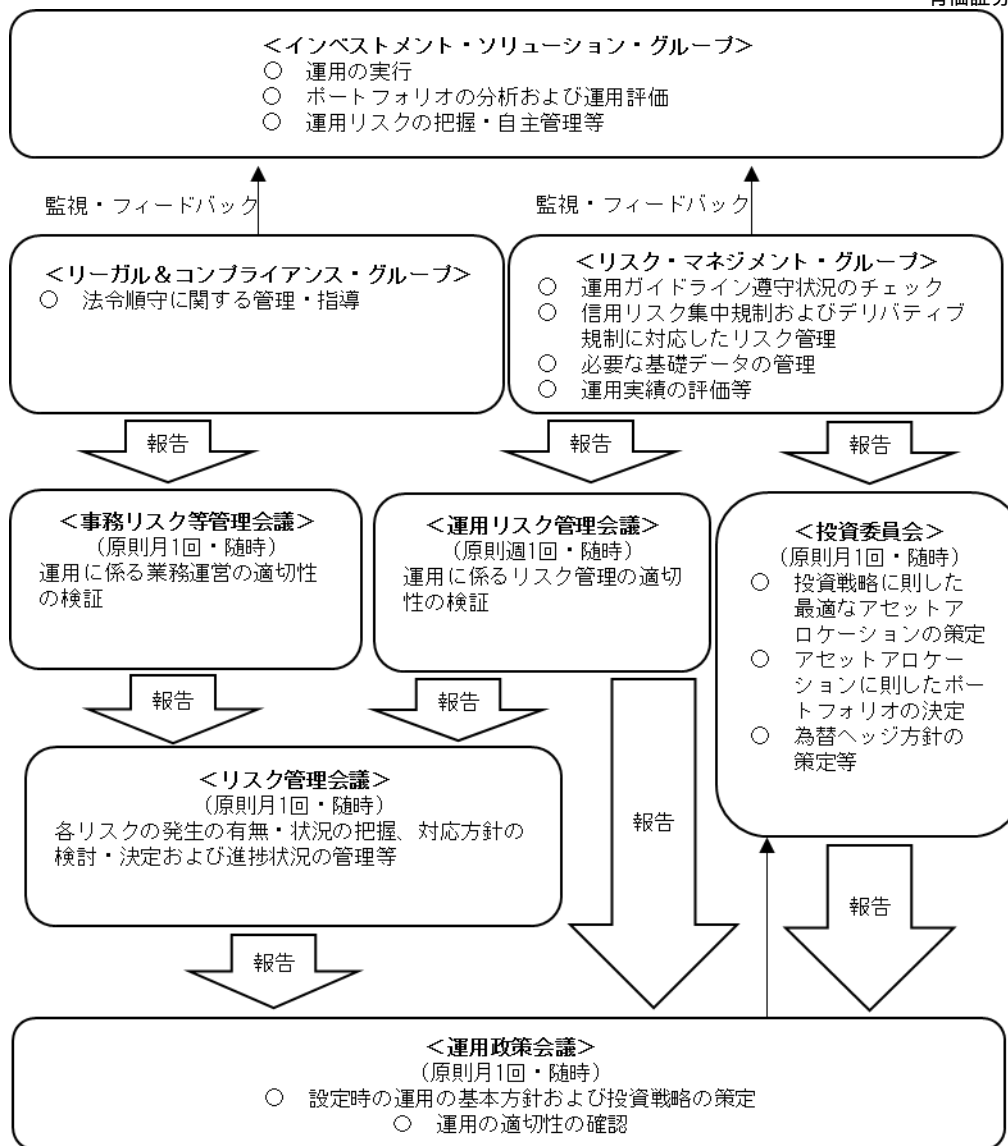 ＜インベストメント・ソリューション・グループ＞
○ 運用の実行
○ ポートフォリオの分析および運用評価
○ 運用リスクの把握・自主管理等
監視・フィードバック
監視・フィードバック
＜リーガル＆コンプライアンス・グループ＞
○ 法令順守に関する管理・指導
＜リスク・マネジメント・グループ＞
○ 運用ガイドライン遵守状況のチェック
○ 信用リスク集中規制およびデリバティブ
規制に対応したリスク管理
○ 必要な基礎データの管理
○ 運用実績の評価等
報告
報告
報告
＜事務リスク等管理会議＞
（原則月1回・随時）
運用に係る業務運営の適切性
の検証
＜運用リスク管理会議＞
（原則週1回・随時）
運用に係るリスク管理の適切
性の検証
＜投資委員会＞
（原則月1回・随時）
○ 投資戦略に則した
最適なアセットア
ロケーションの策定
○ アセットアロケー
ションに則したポー
トフォリオの決定
○ 為替ヘッジ方針の
策定等
報告
報告
＜リスク管理会議＞
（原則月1回・随時）
各リスクの発生の有無・状況の把握、対応方針の
検討・決定および進捗状況の管理等
報告
報告
報告
＜運用政策会議＞
（原則月1回・随時）
○ 設定時の運用の基本方針および投資戦略の策定
○ 運用の適切性の確認